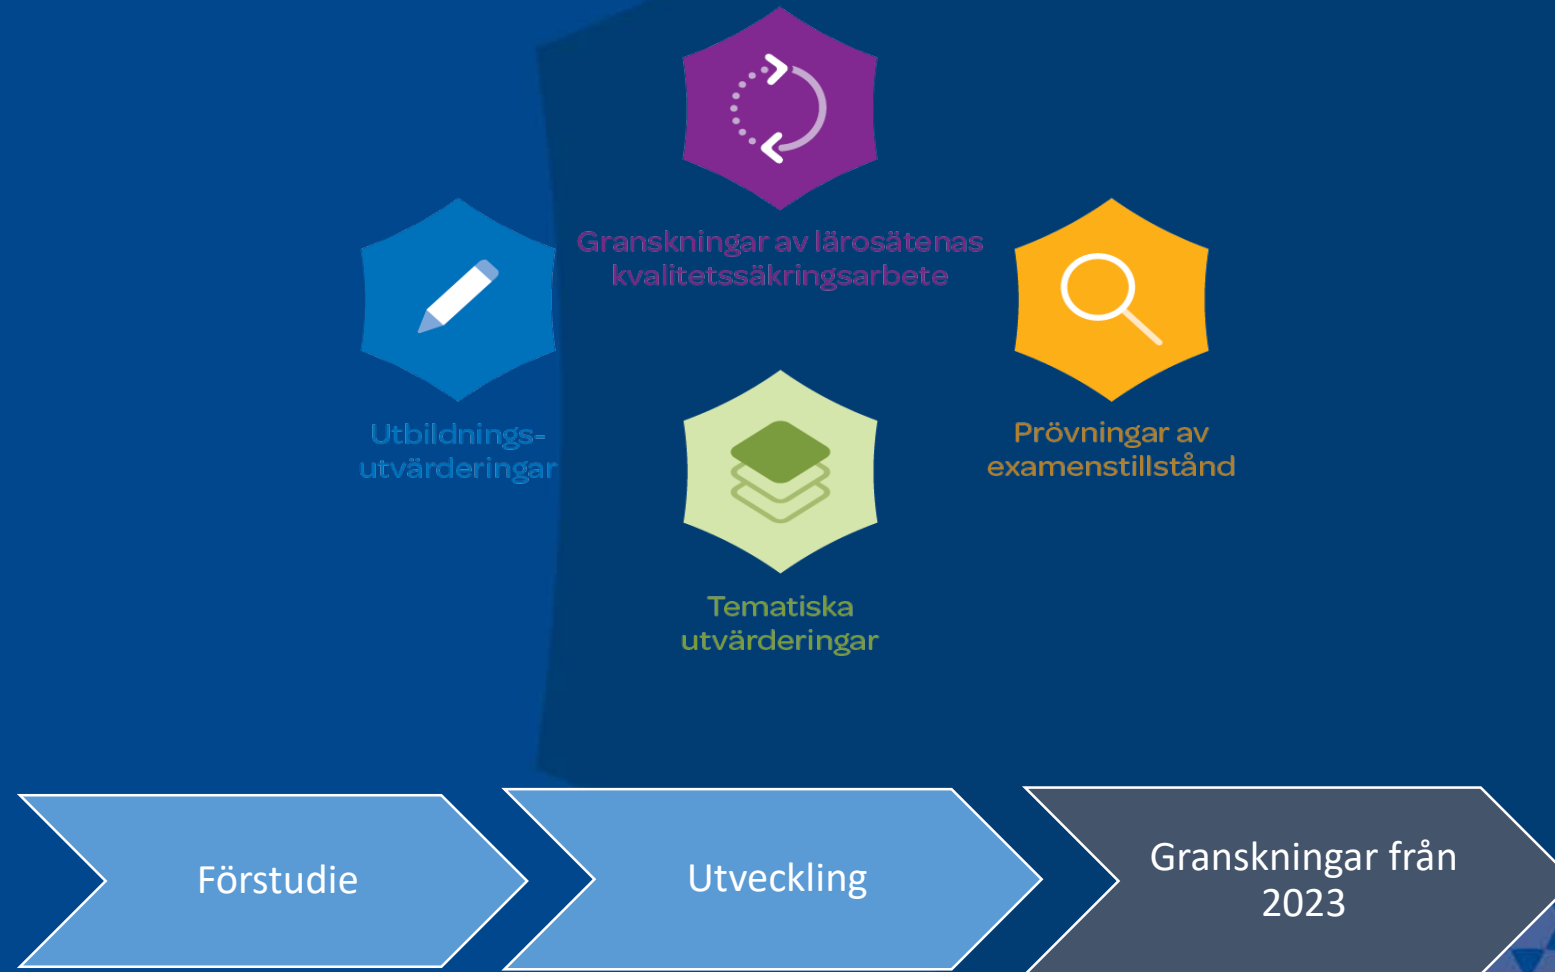 Granskningar av lärosätenas
kvalitetssäkringsarbete
Utbildnings-
utvärderingar
Prövningar av
examenstillstånd
Tematiska
utvärderingar
Förstudie
Utveckling
Granskningar från
2023